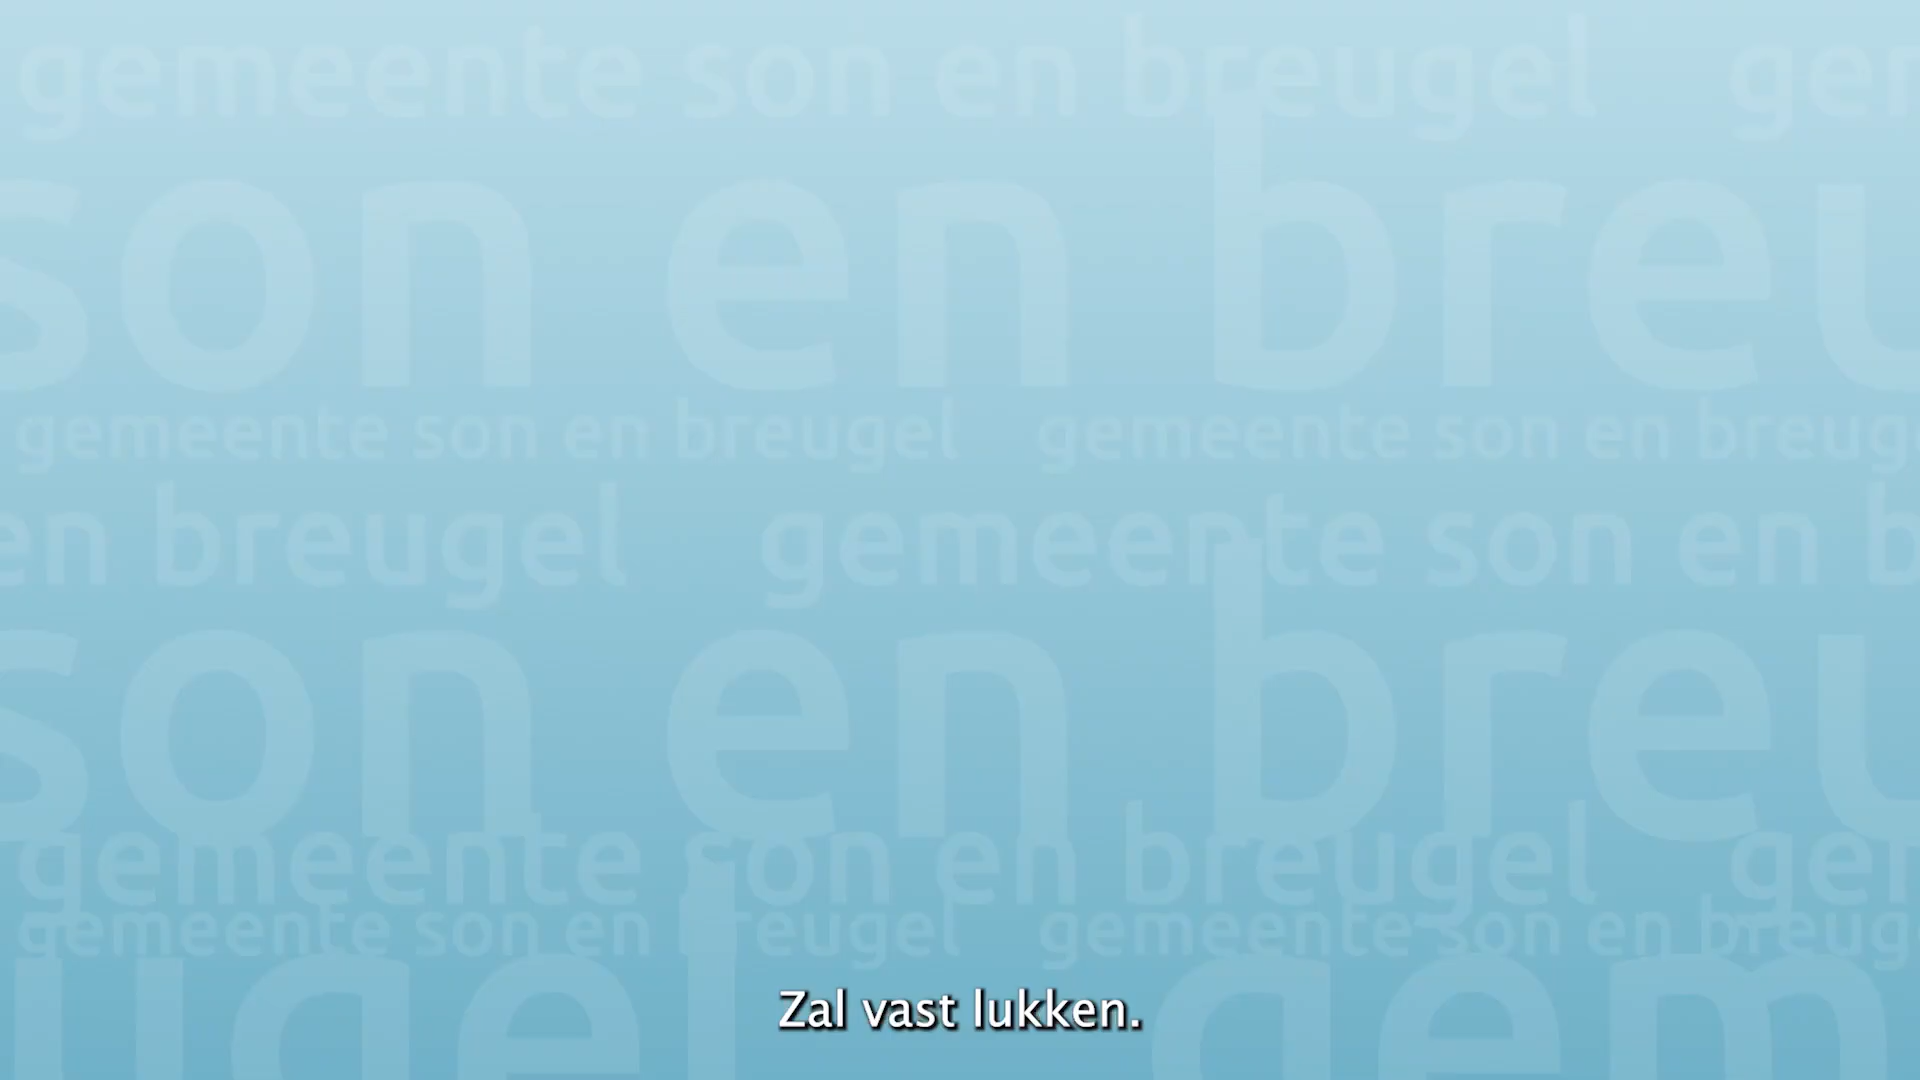 gemeente son en breugel gem
son en breu
gemeente son en breugel gemeente son en breug
en breugel gemeente son en b
son en breu
gemeente son en breugel gem
gemeente son en breugel gemeente son en breug
ugel gem
Zal vast lukken.